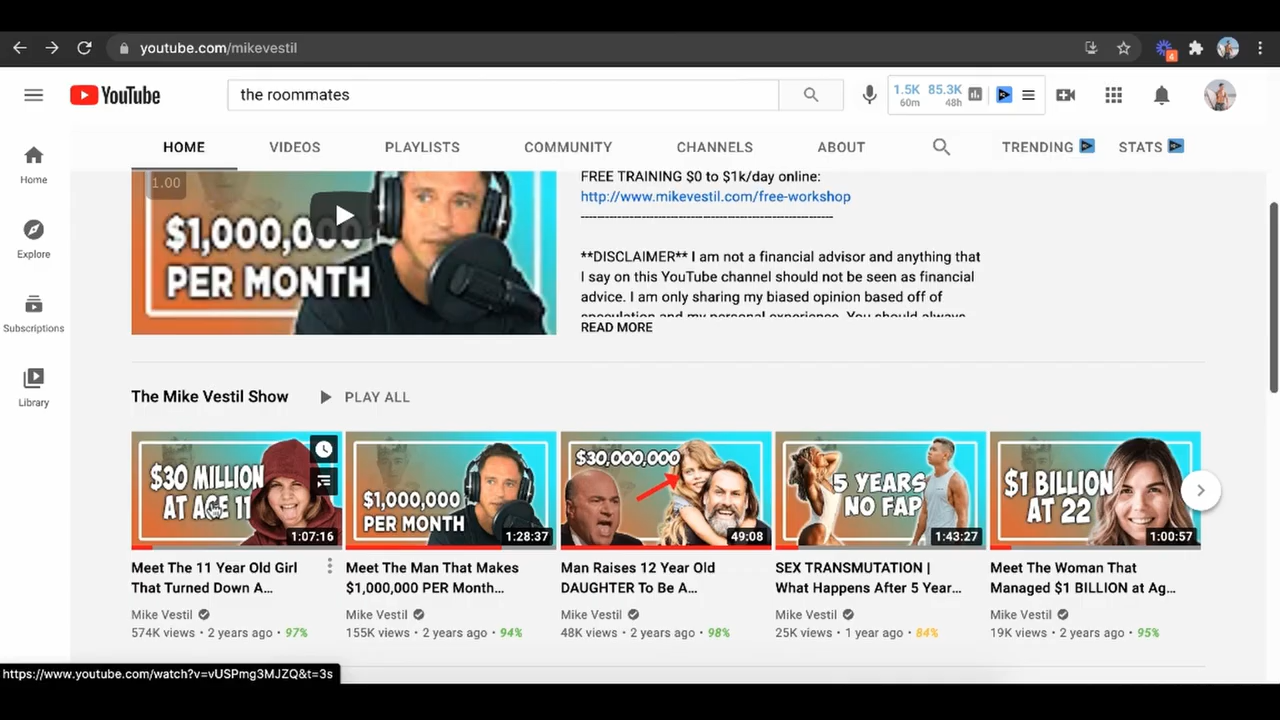 youtube.com/mikevestil
4
YouTube
the roommates
1.5K 85.3K
60m 48h
HOME VIDEOS PLAYLISTS COMMUNITY CHANNELS ABOUT TRENDING STATS
Home
Explore
Subscriptions
Library
1.00
$1,000,000
PER MONTH
FREE TRAINING $0 to $1k/day online:
http://www.mikevestil.com/free-workshop
------------------------------------------------------------
**DISCLAIMER** I am not a financial advisor and anything that
I say on this YouTube channel should not be seen as financial
advice. I am only sharing my biased opinion based off of
speculation and my personal experience. You should always
READ MORE
The Mike Vestil Show PLAY ALL
$30 MILLION
AT AGE 11
1:07:16
Meet The 11 Year Old Girl
That Turned Down A...
Mike Vestil
574K views • 2 years ago • 97%
$1,000,000
PER MONTH
1:28:37
Meet The Man That Makes
$1,000,000 PER Month...
Mike Vestil
155K views • 2 years ago • 94%
$30,000,000
49:08
Man Raises 12 Year Old
DAUGHTER To Be A...
Mike Vestil
48K views • 2 years ago • 98%
5 YEARS
NO FAP
1:43:27
SEX TRANSMUTATION |
What Happens After 5 Year...
Mike Vestil
25K views • 1 year ago • 84%
$1 BILLION
AT 22
1:00:57
Meet The Woman That
Managed $1 BILLION at Ag...
Mike Vestil
19K views • 2 years ago • 95%
https://www.youtube.com/watch?v=vUSPmg3MJZQ&t=3s